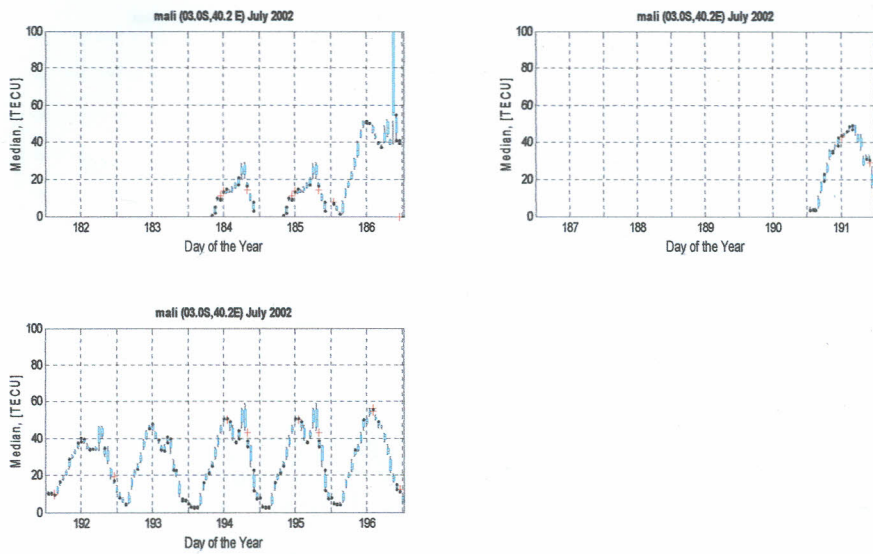 mali (03.0S,40.2 E) July 2002
100
80
60
40
20
0
Median, [TECU]
182 183 184 185 186
Day of the Year
mali (03.0S,40.2E) July 2002
100
80
60
40
20
0
Median, [TECU]
187 188 189 190 191
Day of the Year
mali (03.0S,40.2E) July 2002
100
80
60
40
20
0
Median, [TECU]
192 193 194 195 196
Day of the Year